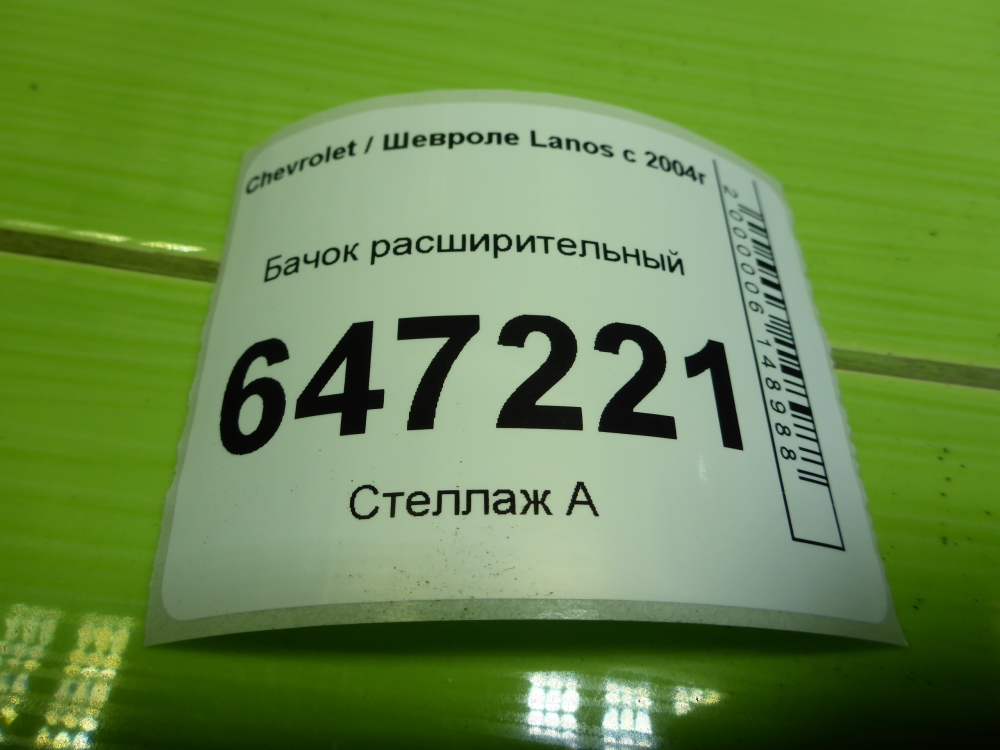 Chevrolet / Шевроле Lanos с 2004г
Бачок расширительный
647221
Стеллаж А
2000006148988